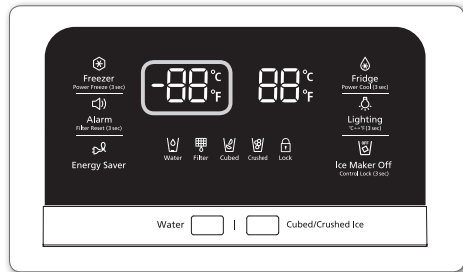 Freezer
Power Freeze (3 sec)
Alarm
Filter Reset (3 sec)
Energy Saver
-88 °C °F
88 °C °F
Water Filter Cubed Crushed Lock
Fridge
Power Cool (3 sec)
Lighting
°C↔°F (3 sec)
OFF
Ice Maker Off
Control Lock (3 sec)
Water | Cubed/Crushed Ice